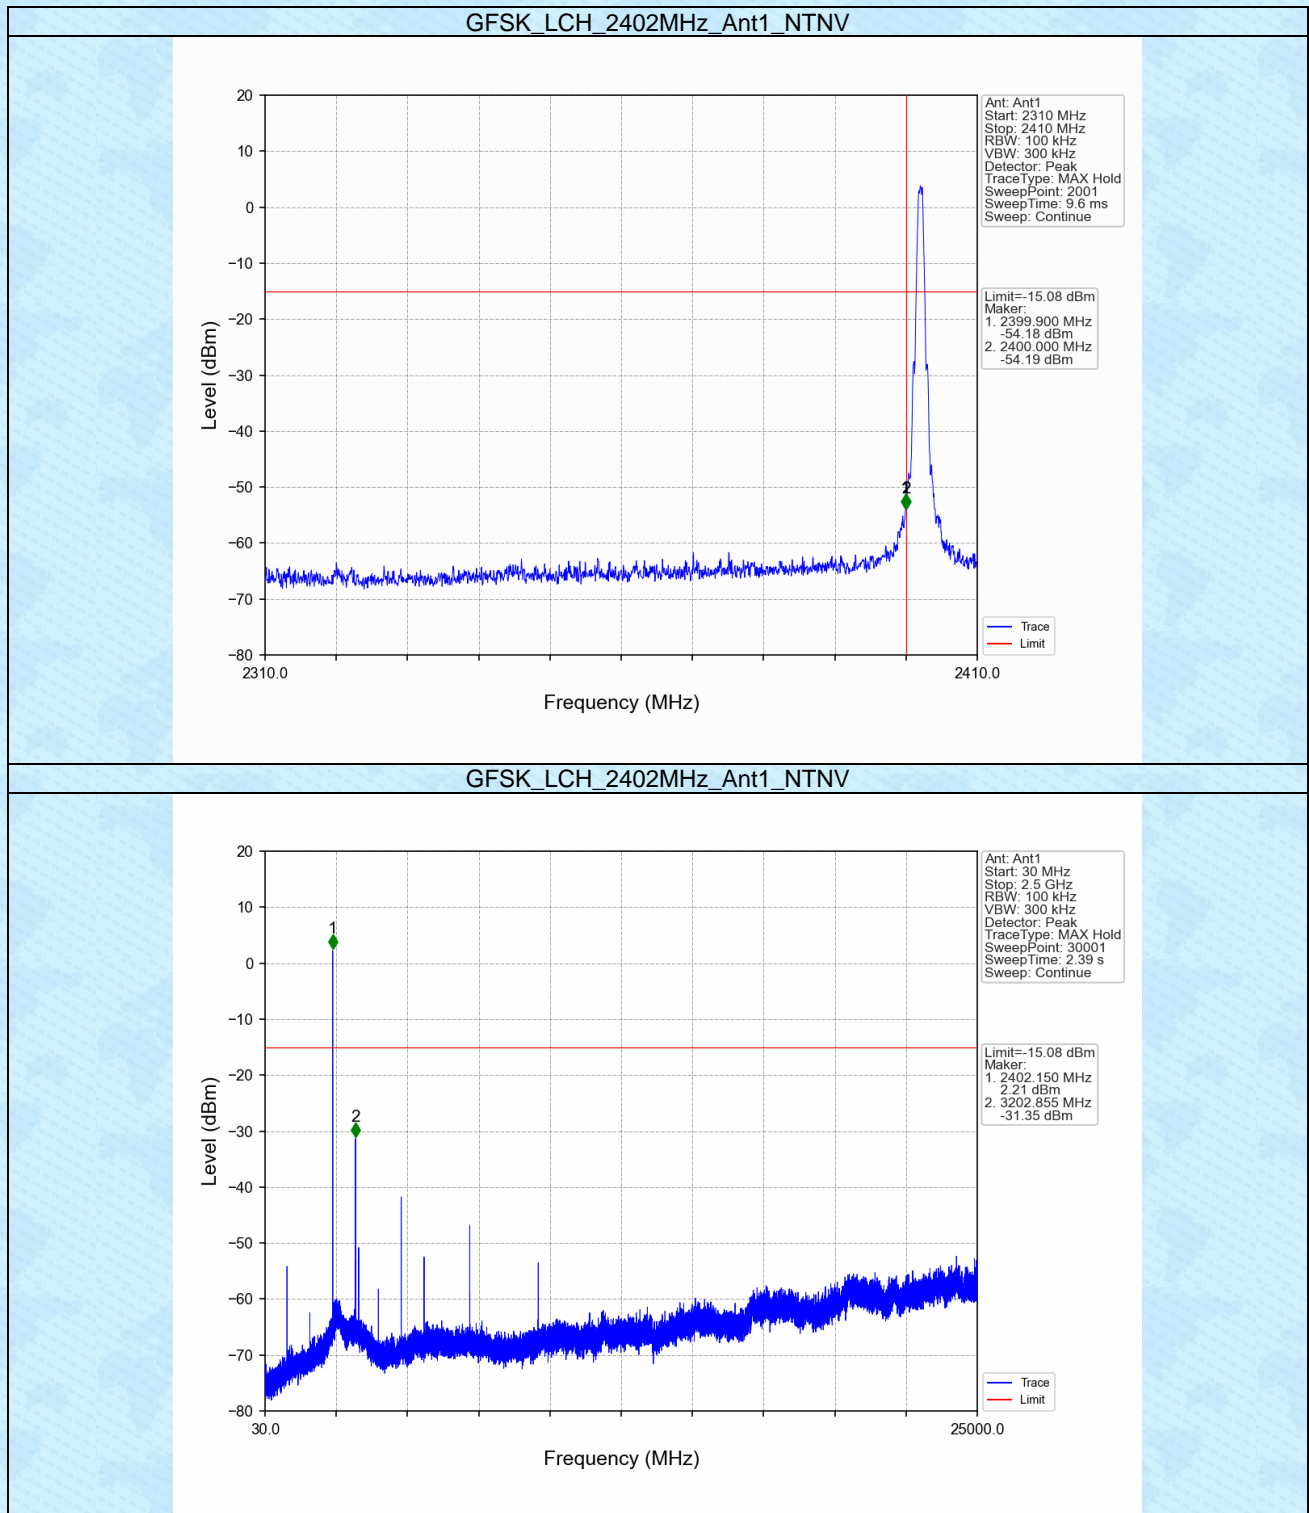 GFSK_LCH_2402MHz_Ant1_NTNV
20
10
0
−10
−20
−30
−40
−50
−60
−70
−80
Level (dBm)
2310.0
2410.0
Frequency (MHz)
2
Ant: Ant1
Start: 2310 MHz
Stop: 2410 MHz
RBW: 100 kHz
VBW: 300 kHz
Detector: Peak
TraceType: MAX Hold
SweepPoint: 2001
SweepTime: 9.6 ms
Sweep: Continue
Limit=-15.08 dBm
Maker:
1. 2399.900 MHz
-54.18 dBm
2. 2400.000 MHz
-54.19 dBm
Trace
Limit
GFSK_LCH_2402MHz_Ant1_NTNV
20
10
0
−10
−20
−30
−40
−50
−60
−70
−80
Level (dBm)
30.0
25000.0
Frequency (MHz)
1
2
Ant: Ant1
Start: 30 MHz
Stop: 2.5 GHz
RBW: 100 kHz
VBW: 300 kHz
Detector: Peak
TraceType: MAX Hold
SweepPoint: 30001
SweepTime: 2.39 s
Sweep: Continue
Limit=-15.08 dBm
Maker:
1. 2402.150 MHz
2.21 dBm
2. 3202.855 MHz
-31.35 dBm
Trace
Limit